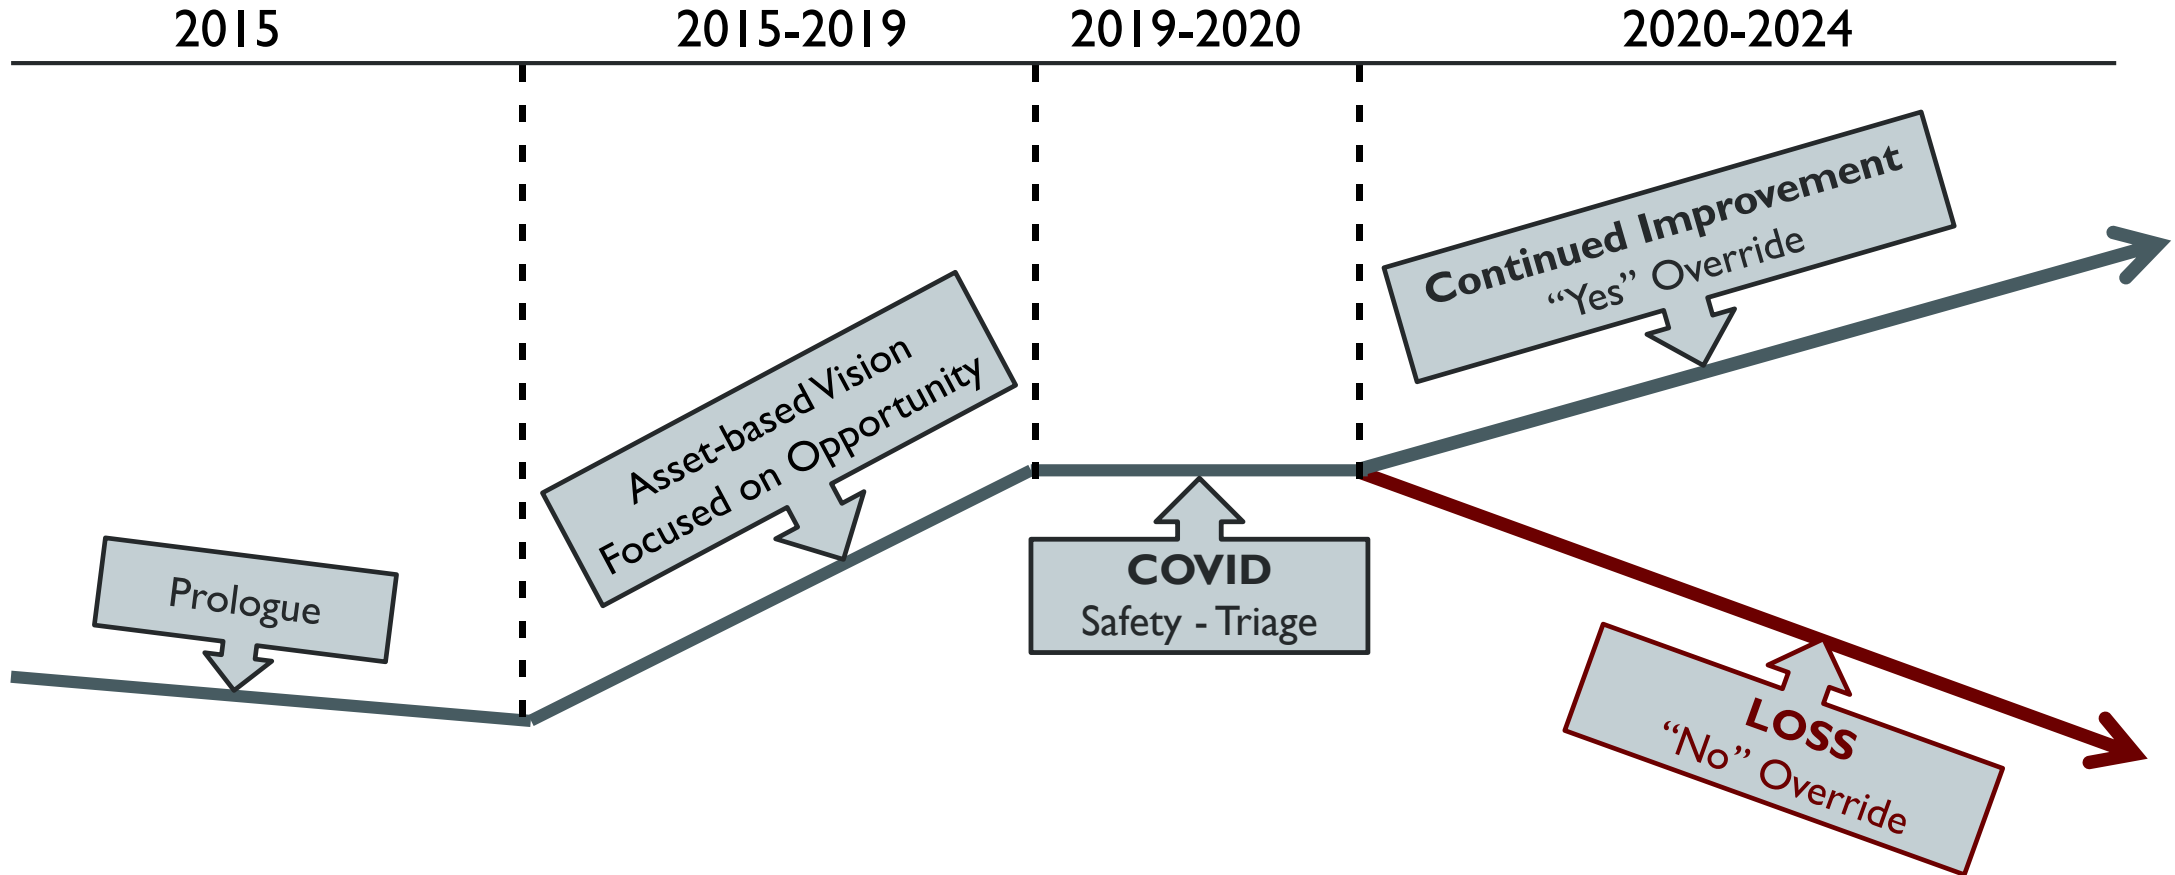 2015
2015-2019
2019-2020
2020-2024
Prologue
Asset-based Vision
Focused on Opportunity
COVID
Safety - Triage
Continued Improvement
“Yes” Override
LOSS
“No” Override